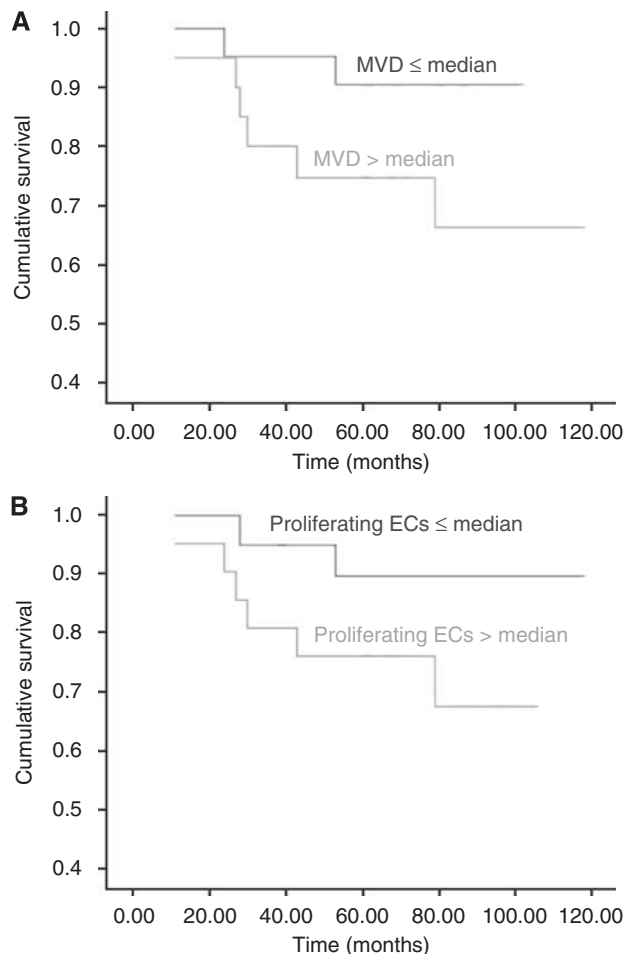 A
1.0
0.9
0.8
0.7
0.6
0.5
0.4
Cumulative survival
MVD ≤ median
MVD > median
0.00 20.00 40.00 60.00 80.00 100.00 120.00
Time (months)
B
1.0
0.9
0.8
0.7
0.6
0.5
0.4
Cumulative survival
Proliferating ECs ≤ median
Proliferating ECs > median
0.00 20.00 40.00 60.00 80.00 100.00 120.00
Time (months)